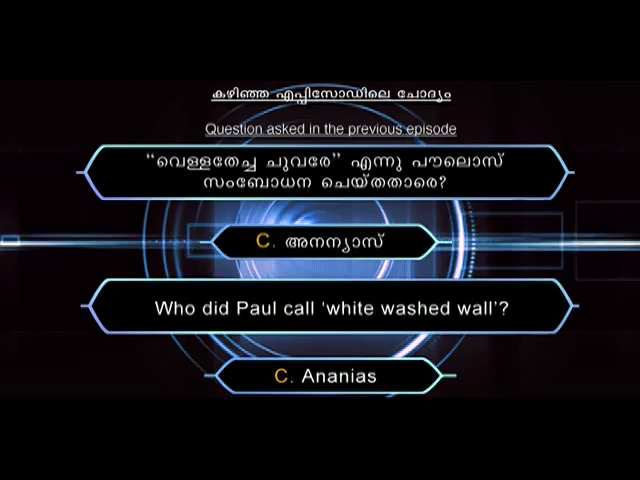 കഴിഞ്ഞ എപ്പിസോഡിലെ ചോദ്യം
Question asked in the previous episode
“വെള്ളതേച്ച ചുവരേ” എന്നു പൗലൊസ്
സംബോധന ചെയ്തതാരെ?
C. അനന്യാസ്
Who did Paul call ‘white washed wall’?
C. Ananias